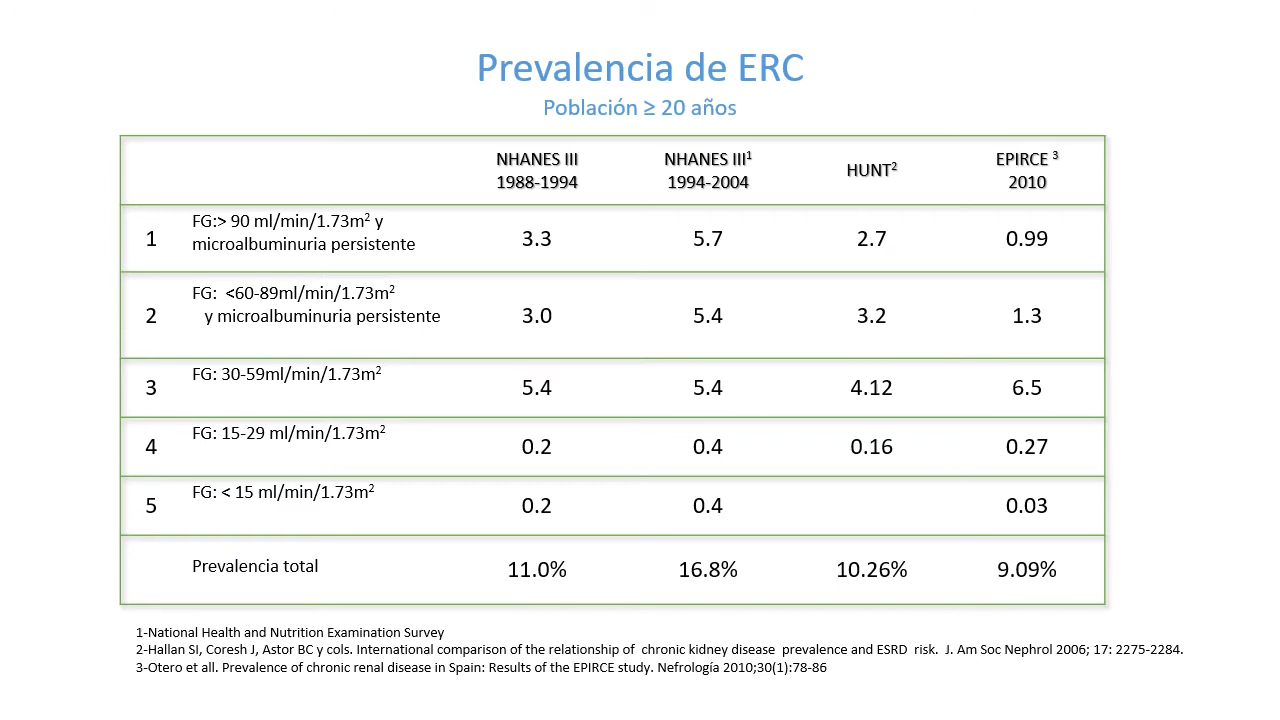 Prevalencia de ERC
Población ≥ 20 años
NHANES III
1988-1994
NHANES III¹
1994-2004
HUNT²
EPIRCE ³
2010
1
FG:> 90 ml/min/1.73m² y
microalbuminuria persistente
3.3
5.7
2.7
0.99
2
FG: <60-89ml/min/1.73m²
y microalbuminuria persistente
3.0
5.4
3.2
1.3
3
FG: 30-59ml/min/1.73m²
5.4
5.4
4.12
6.5
4
FG: 15-29 ml/min/1.73m²
0.2
0.4
0.16
0.27
5
FG: < 15 ml/min/1.73m²
0.2
0.4
0.03
Prevalencia total
11.0%
16.8%
10.26%
9.09%
1-National Health and Nutrition Examination Survey
2-Hallan SI, Coresh J, Astor BC y cols. International comparison of the relationship of chronic kidney disease prevalence and ESRD risk. J. Am Soc Nephrol 2006; 17: 2275-2284.
3-Otero et all. Prevalence of chronic renal disease in Spain: Results of the EPIRCE study. Nefrología 2010;30(1):78-86